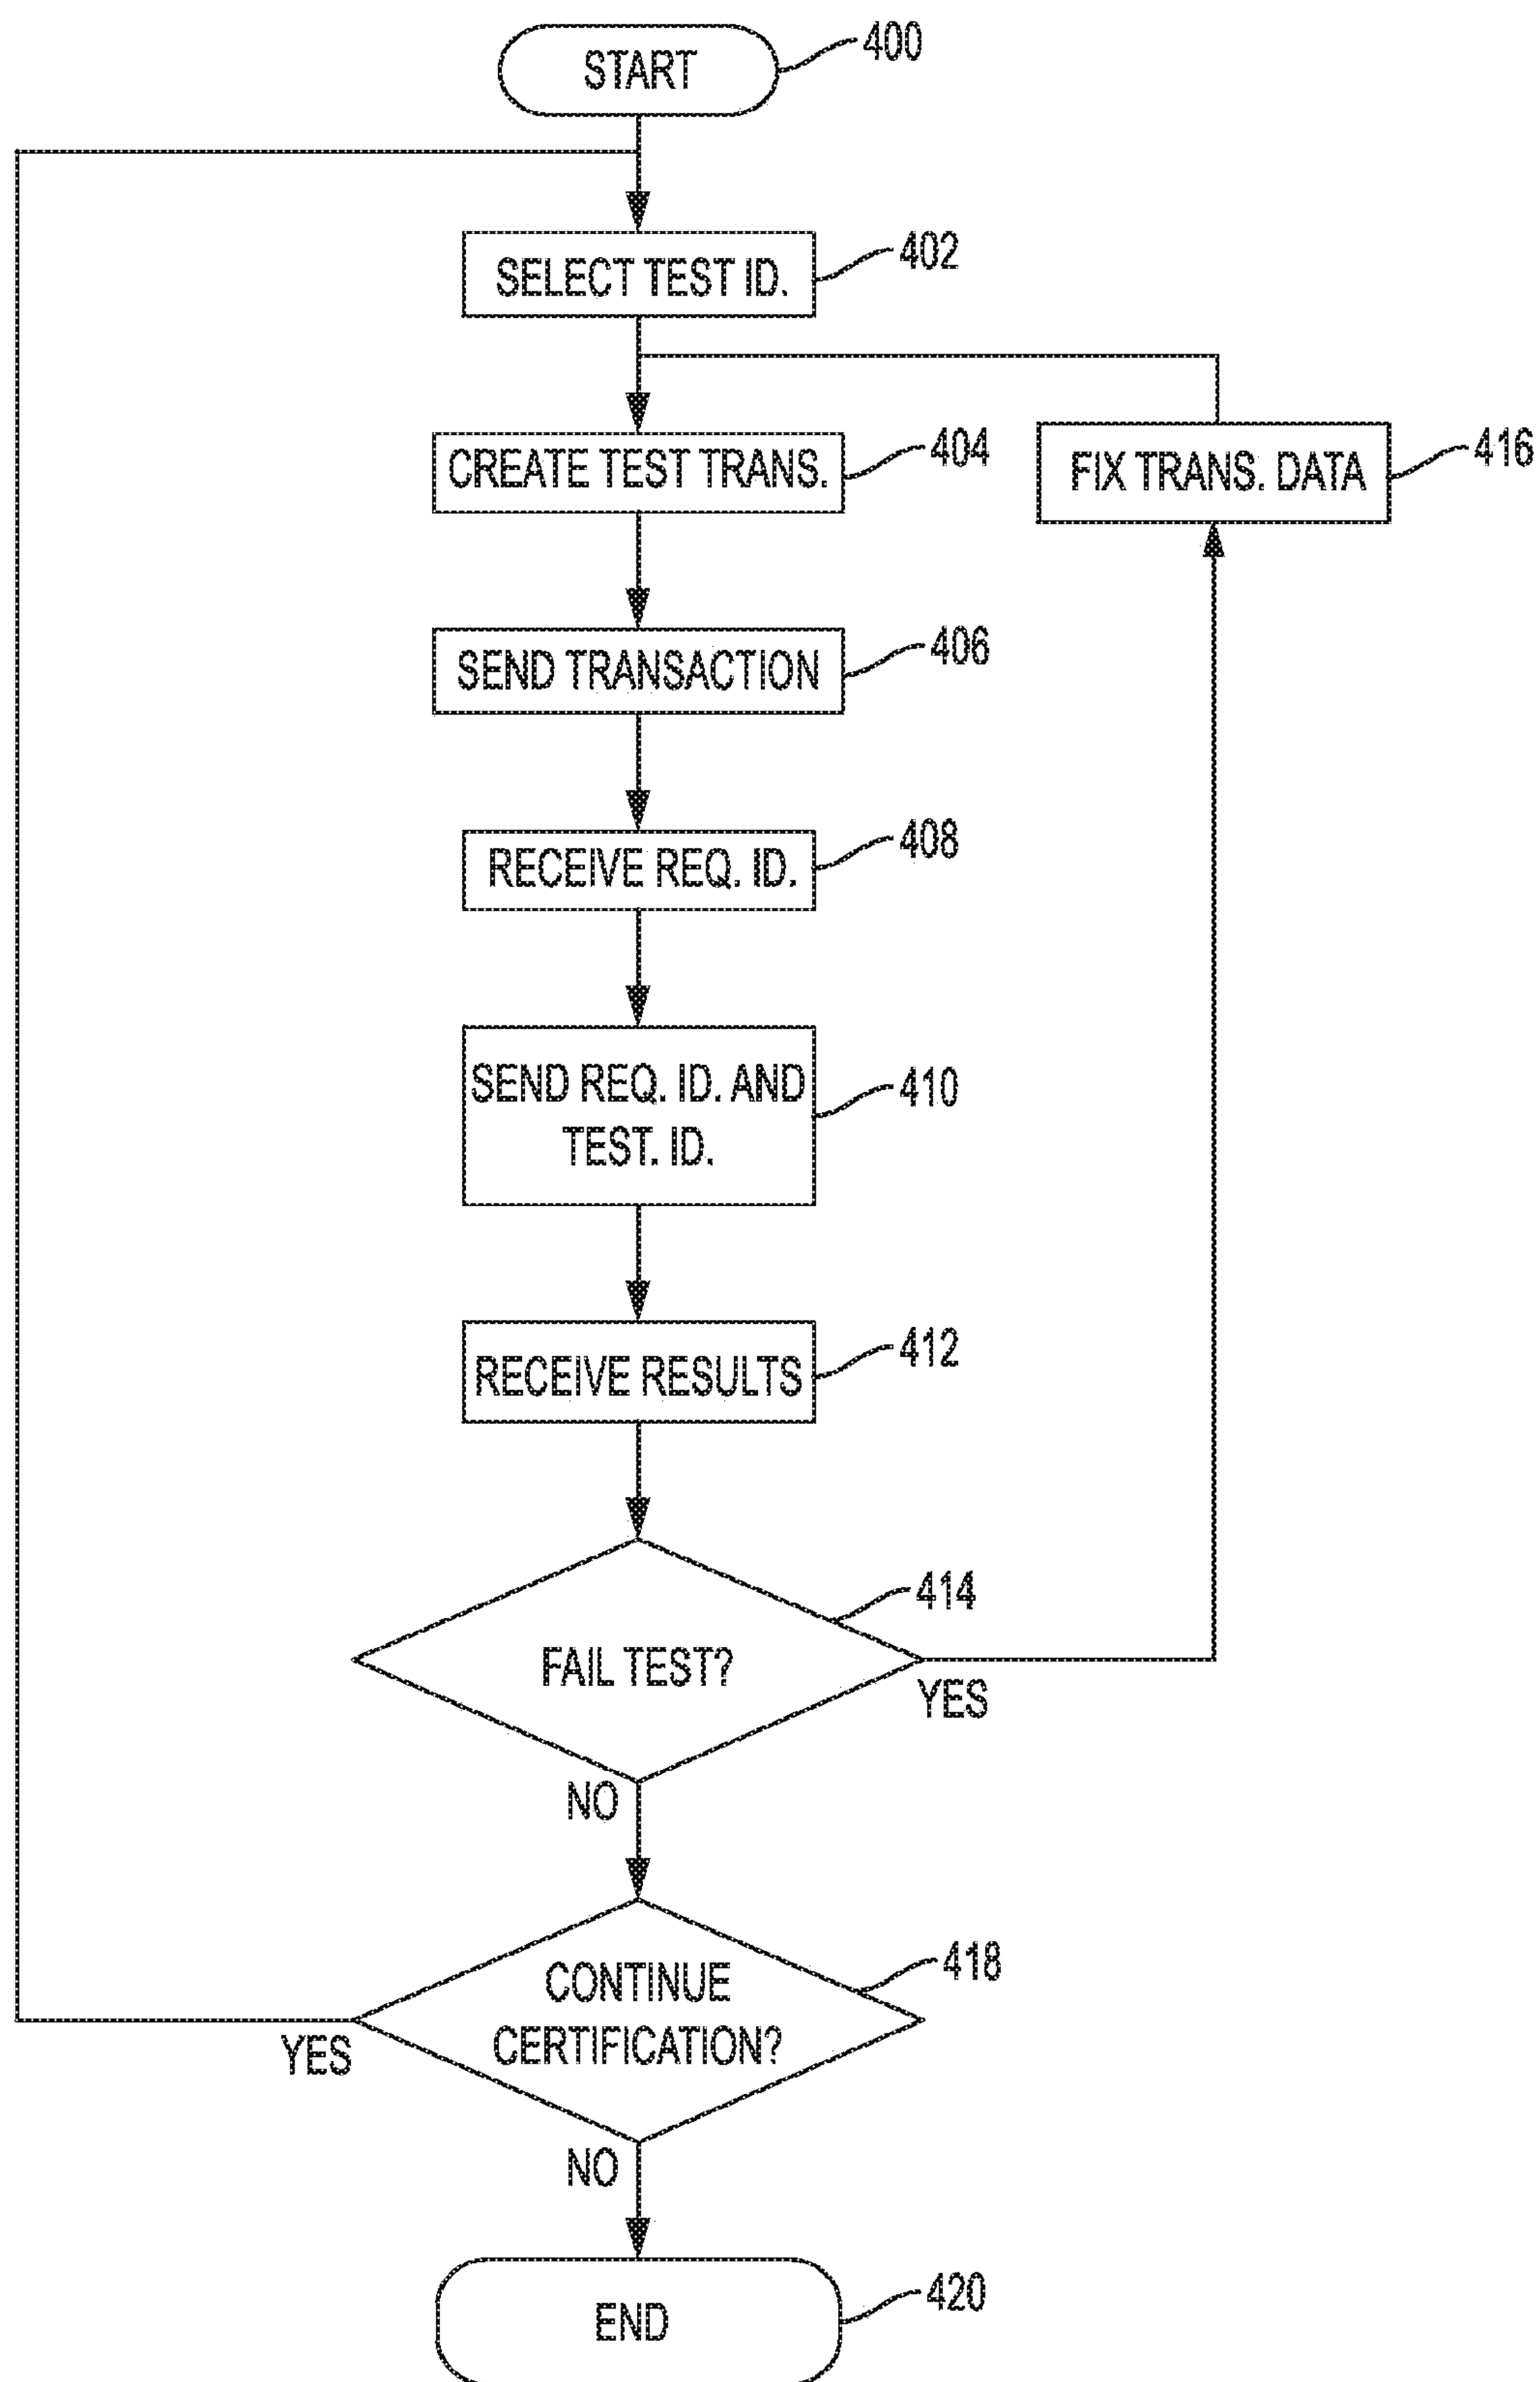 START
400
SELECT TEST ID.
402
CREATE TEST TRANS.
404
FIX TRANS. DATA
416
SEND TRANSACTION
406
RECEIVE REQ. ID.
408
SEND REQ. ID. AND
TEST. ID.
410
RECEIVE RESULTS
412
FAIL TEST?
414
YES
NO
CONTINUE
CERTIFICATION?
418
YES
NO
END
420